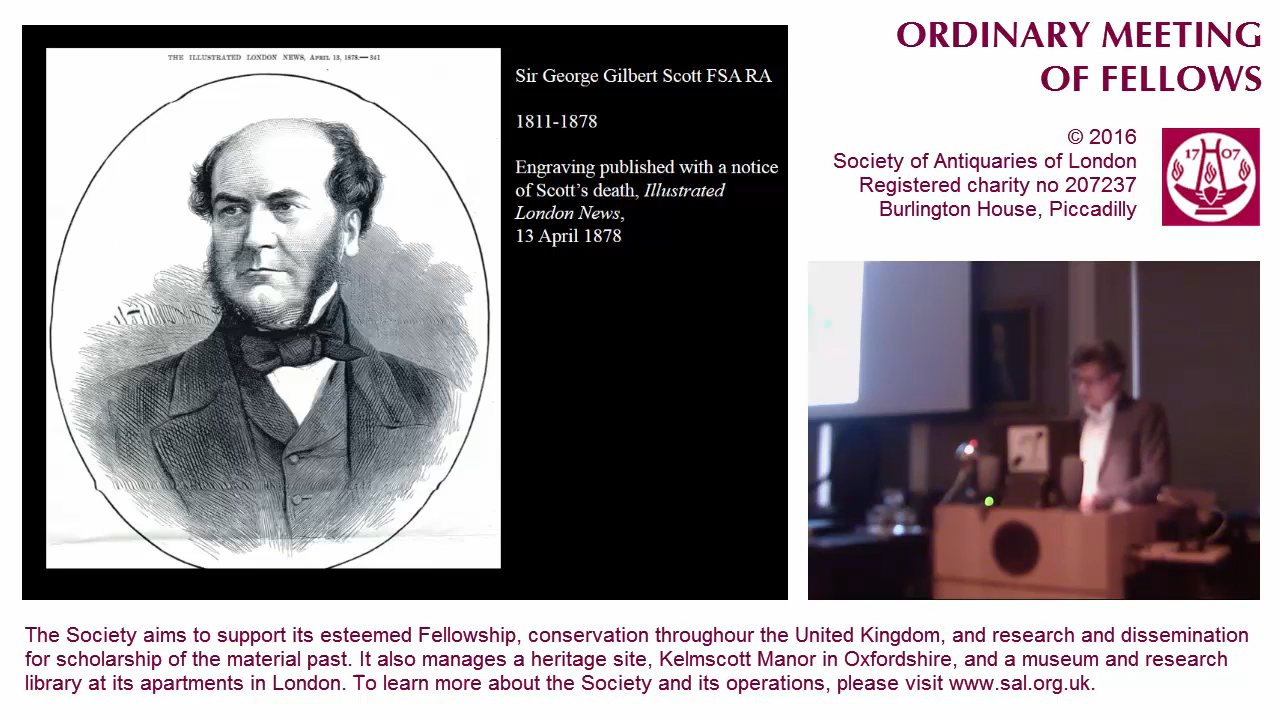 THE ILLUSTRATED LONDON NEWS, APRIL 13, 1878.—341
Sir George Gilbert Scott FSA RA
1811-1878
Engraving published with a notice
of Scott’s death, Illustrated
London News,
13 April 1878
ORDINARY MEETING
OF FELLOWS
© 2016
Society of Antiquaries of London
Registered charity no 207237
Burlington House, Piccadilly
17 07
The Society aims to support its esteemed Fellowship, conservation throughour the United Kingdom, and research and dissemination
for scholarship of the material past. It also manages a heritage site, Kelmscott Manor in Oxfordshire, and a museum and research
library at its apartments in London. To learn more about the Society and its operations, please visit www.sal.org.uk.